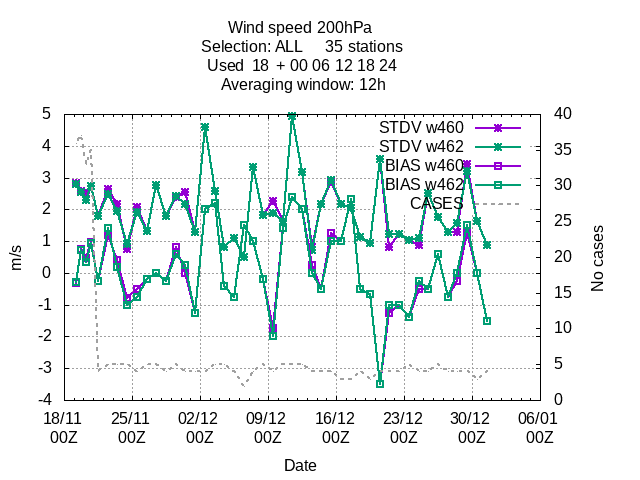 Wind speed 200hPa
Selection: ALL     35 stations
Used  18  + 00 06 12 18 24
Averaging window: 12h
5
4
3
2
1
0
-1
-2
-3
-4
m/s
40
35
30
25
20
15
10
5
0
No cases
STDV w460
STDV w462
BIAS w460
BIAS w462
CASES
18/11 25/11 02/12 09/12 16/12 23/12 30/12 06/01
00Z 00Z 00Z 00Z 00Z 00Z 00Z 00Z
Date